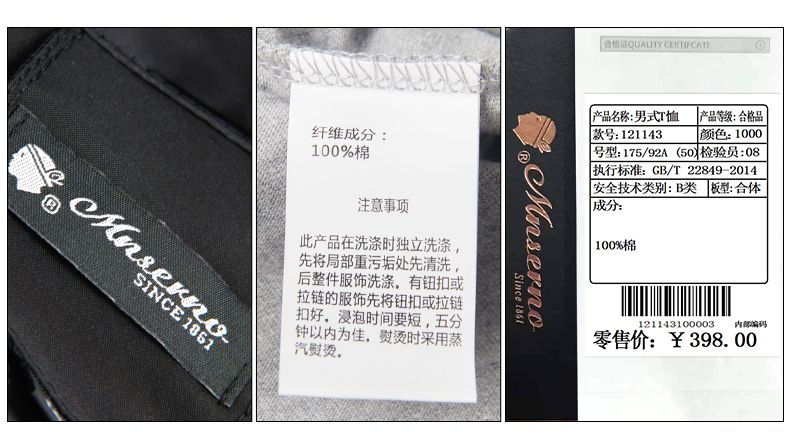 Mnserno
®
SINCE 1861
纤维成分：
100%棉
注意事项
此产品在洗涤时独立洗涤，
先将局部重污垢处先清洗，
后整件服饰洗涤。有钮扣或
拉链的服饰先将钮扣或拉链
扣好。浸泡时间要短，五分
钟以内为佳。熨烫时采用蒸
汽熨烫。
®
Mnserno
Since 1861
合格证QUALITY CERTIFCATE
产品名称:男式T恤 产品等级:合格品
款号:121143 颜色: 1000
号型:175/92A (50) 检验员:08
执行标准: GB/T 22849-2014
安全技术类别: B类 板型:合体
成分:
100%棉
121143100003 内部编码
零售价: ￥398.00